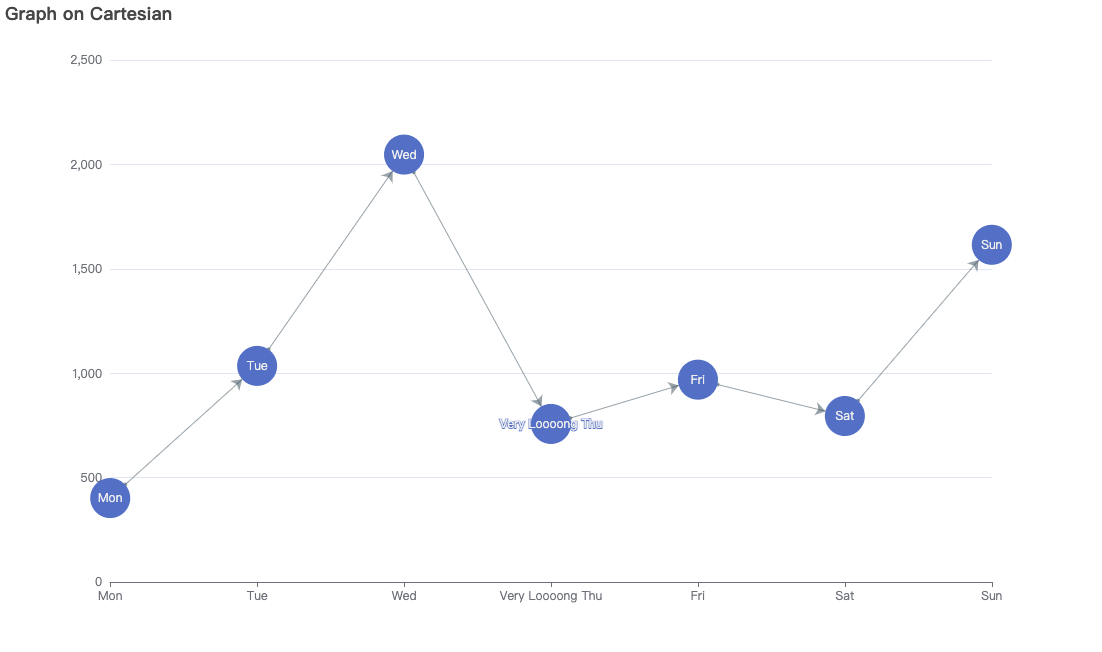 Graph on Cartesian
2,500
2,000
1,500
1,000
500
0
Wed
Sun
Tue
Fri
Sat
Very Loooong Thu
Mon
Mon Tue Wed Very Loooong Thu Fri Sat Sun